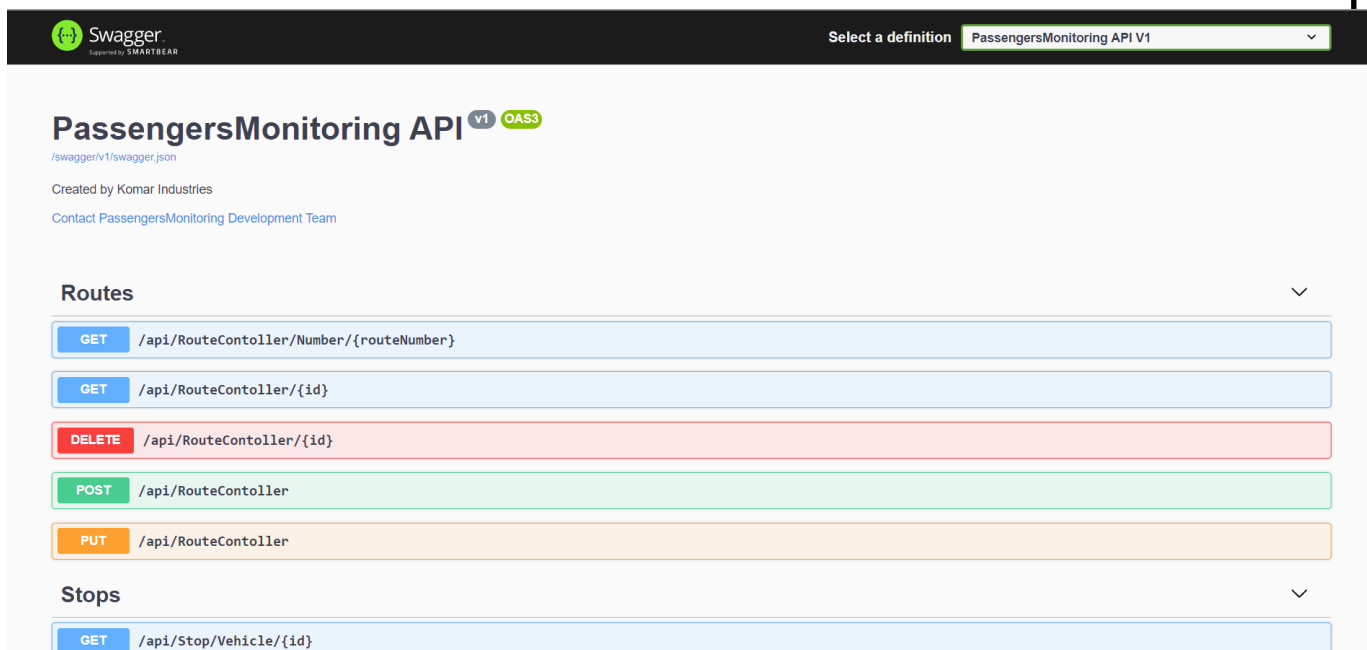 Swagger.
Supported by SMARTBEAR
Select a definition
PassengersMonitoring API V1
PassengersMonitoring API v1 OAS3
/swagger/v1/swagger.json
Created by Komar Industries
Contact PassengersMonitoring Development Team
Routes
GET /api/RouteContoller/Number/{routeNumber}
GET /api/RouteContoller/{id}
DELETE /api/RouteContoller/{id}
POST /api/RouteContoller
PUT /api/RouteContoller
Stops
GET /api/Stop/Vehicle/{id}